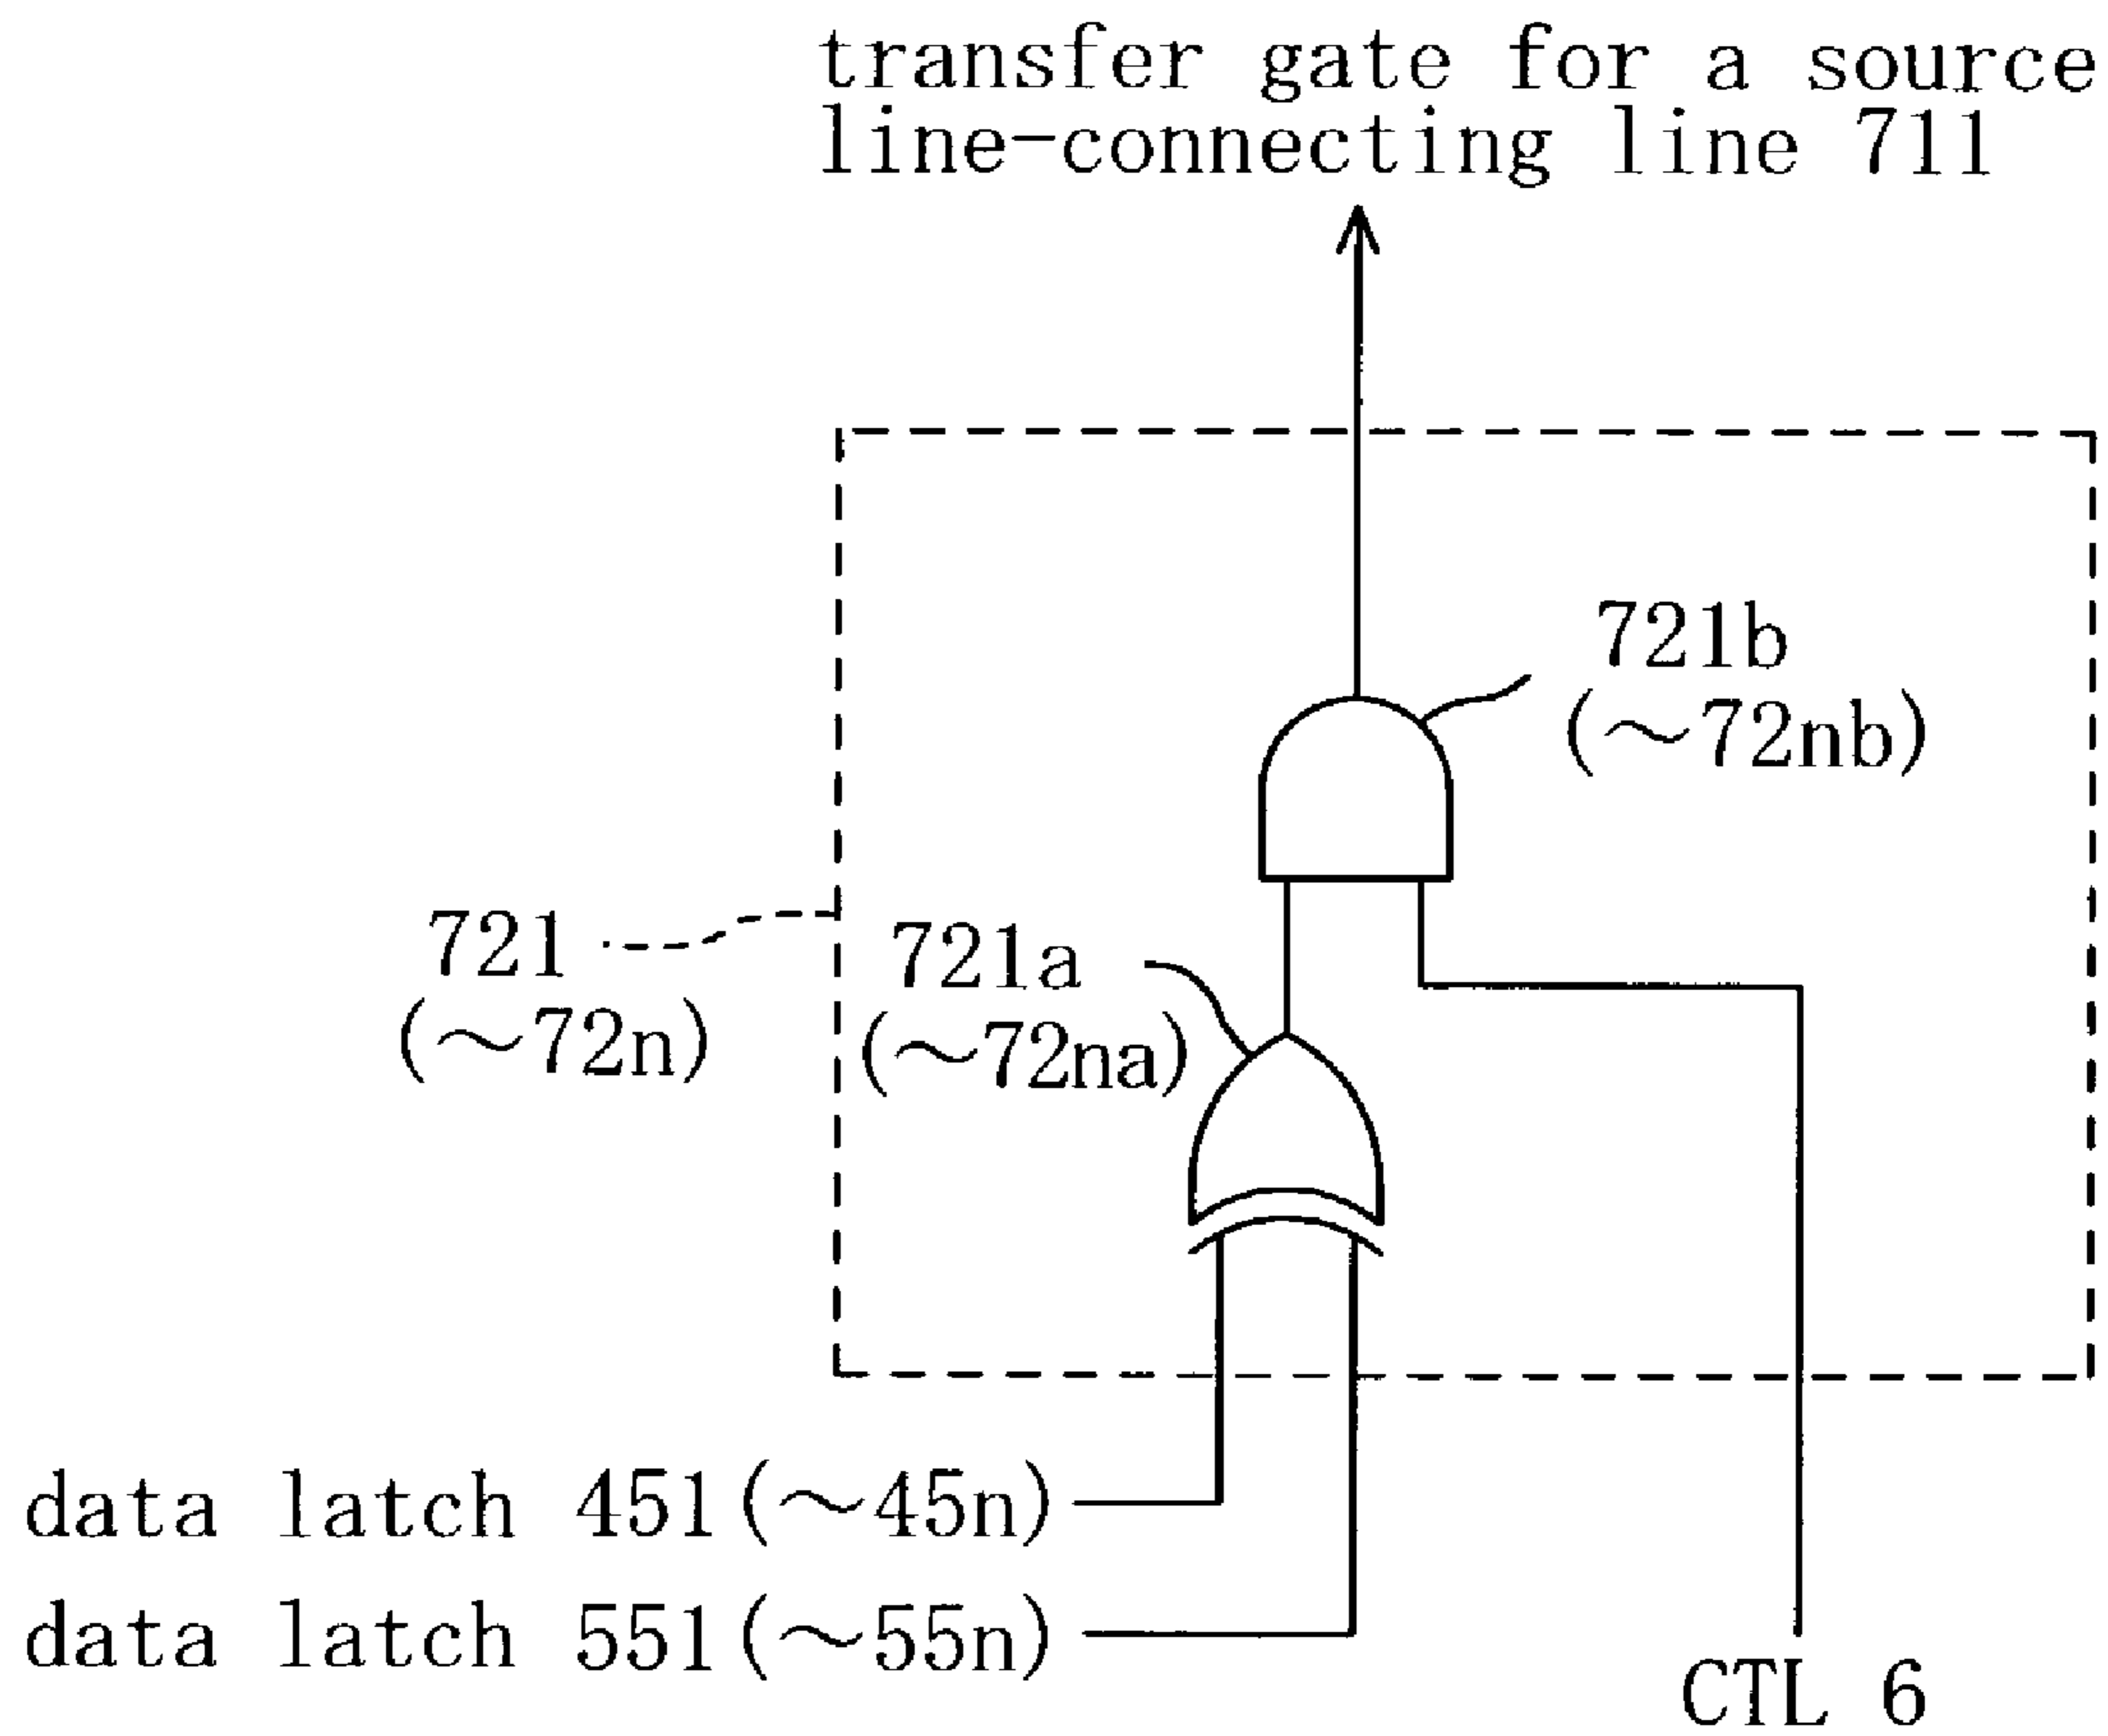 transfer gate for a source
line-connecting line 711
721b
(~72nb)
721
(~72n)
721a
(~72na)
data latch 451(~45n)
data latch 551(~55n)
CTL 6